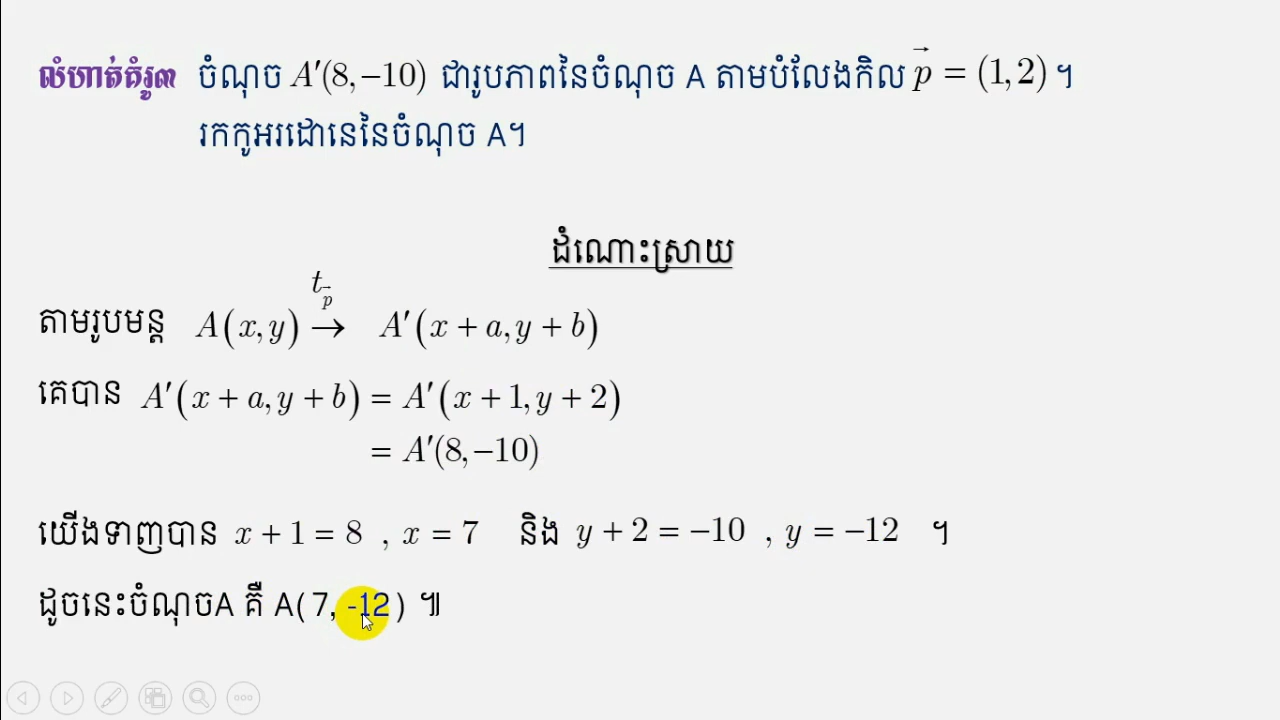 លំហាត់គំរូ៣ ចំណុច A′(8,−10) ជារូបភាពនៃចំណុច A តាមបំលែងកិល p⃗ = (1,2) ។
រកកូអរដោនេនៃចំណុច A។
ដំណោះស្រាយ
t p⃗
តាមរូបមន្ត A(x,y) → A′(x + a, y + b)
គេបាន A′(x + a, y + b) = A′(x + 1, y + 2)
= A′(8,−10)
យើងទាញបាន x + 1 = 8 , x = 7 និង y + 2 = −10 , y = −12 ។
ដូចនេះចំណុចA គឺ A( 7, -12 ) ៕